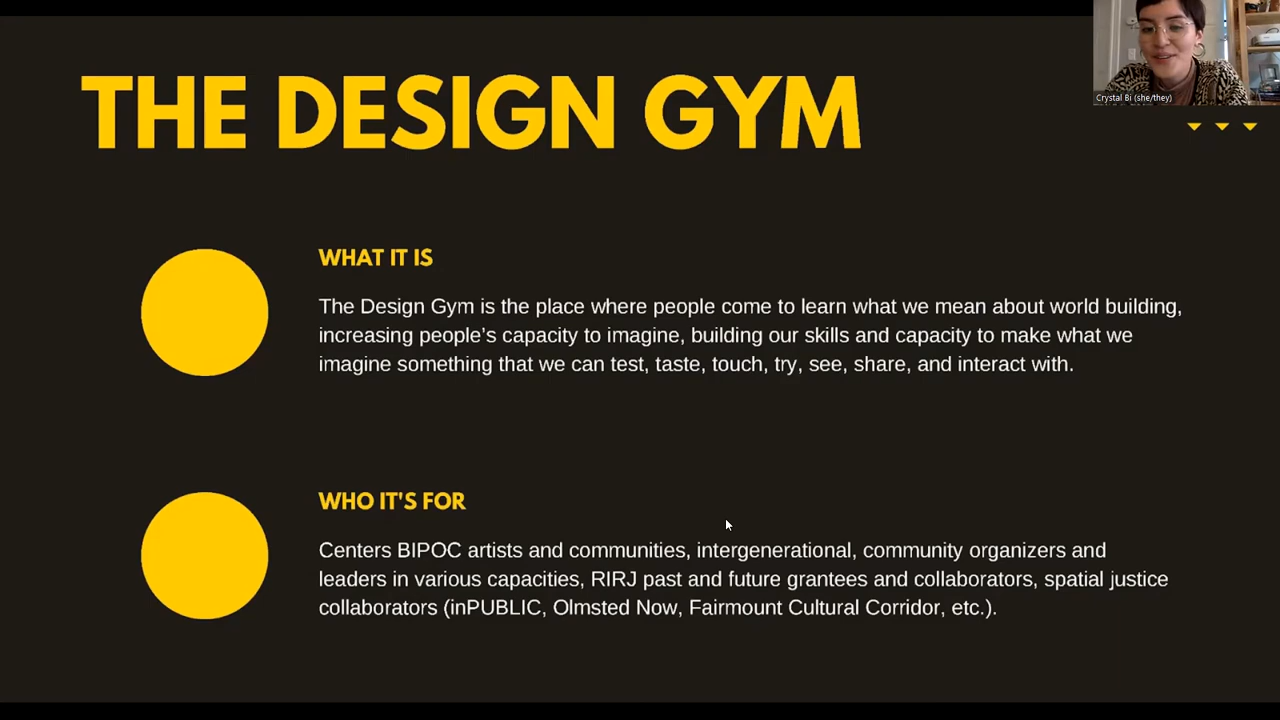 THE DESIGN GYM
Crystal Bi (she/they)
WHAT IT IS
The Design Gym is the place where people come to learn what we mean about world building,
increasing people’s capacity to imagine, building our skills and capacity to make what we
imagine something that we can test, taste, touch, try, see, share, and interact with.
WHO IT'S FOR
Centers BIPOC artists and communities, intergenerational, community organizers and
leaders in various capacities, RIRJ past and future grantees and collaborators, spatial justice
collaborators (inPUBLIC, Olmsted Now, Fairmount Cultural Corridor, etc.).